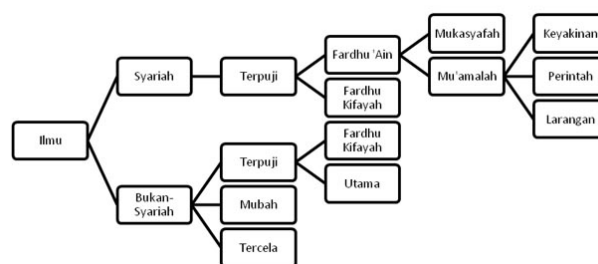 Ilmu
Syariah
Terpuji
Fardhu 'Ain
Mukasyafah
Mu'amalah
Keyakinan
Perintah
Larangan
Fardhu
Kifayah
Bukan-
Syariah
Terpuji
Fardhu
Kifayah
Utama
Mubah
Tercela